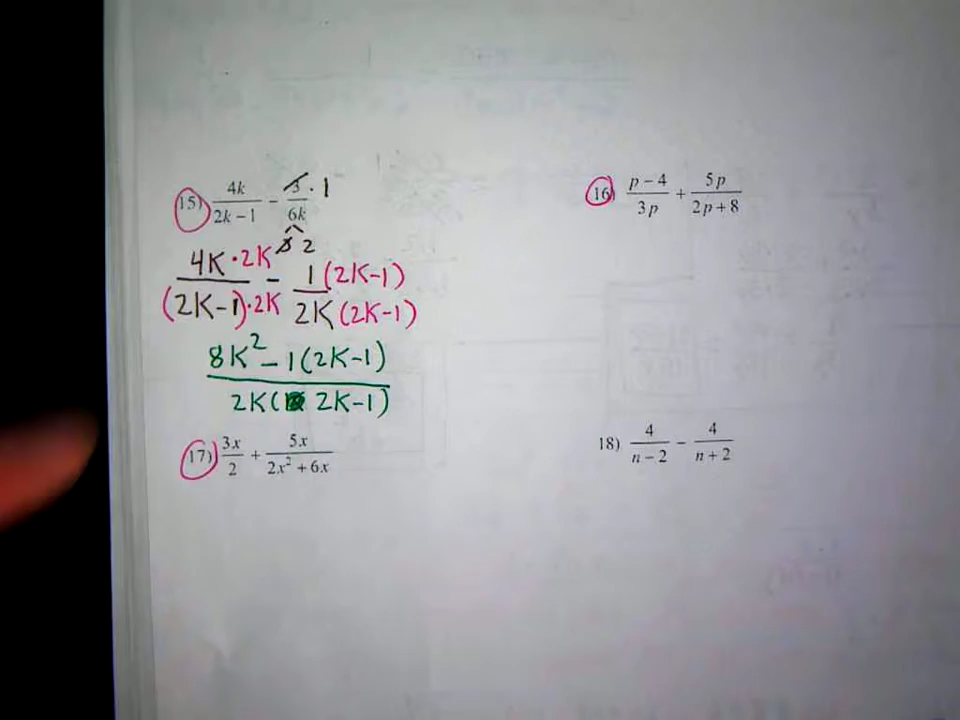 15) 4k/(2k - 1) - 3/6k · 1
3 2
4K·2K/(2K-1)·2K - 1(2K-1)/2K(2K-1)
8K² - 1(2K-1)/2K(2K-1)
16) (p - 4)/3p + 5p/(2p + 8)
17) 3x/2 + 5x/(2x² + 6x)
18) 4/(n - 2) - 4/(n + 2)